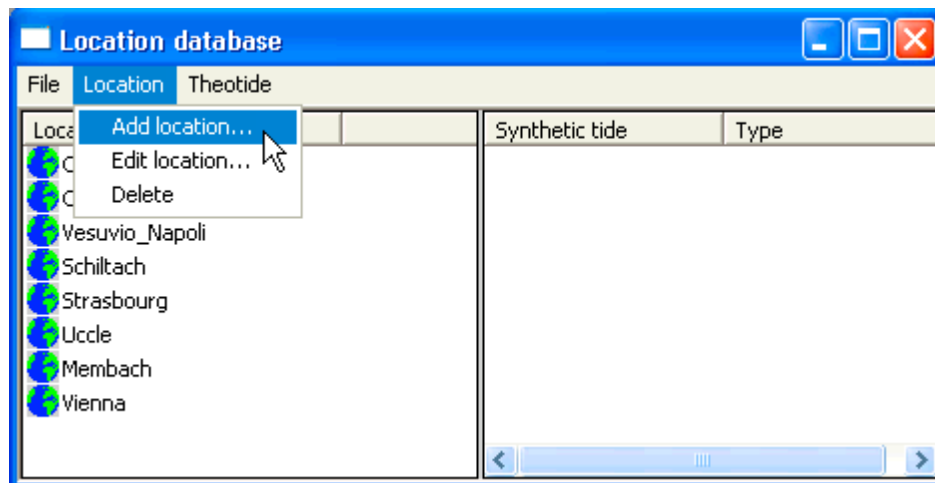 Location database
File Location Theotide
Add location...
Edit location...
Delete
Synthetic tide Type
Vesuvio_Napoli
Schiltach
Strasbourg
Uccle
Membach
Vienna